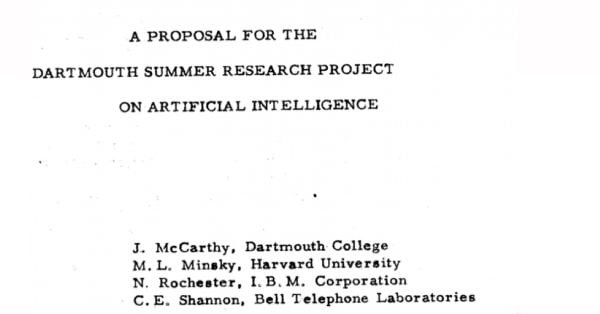 A PROPOSAL FOR THE
DARTMOUTH SUMMER RESEARCH PROJECT
ON ARTIFICIAL INTELLIGENCE
J. McCarthy, Dartmouth College
M. L. Minsky, Harvard University
N. Rochester, I. B. M. Corporation
C. E. Shannon, Bell Telephone Laboratories